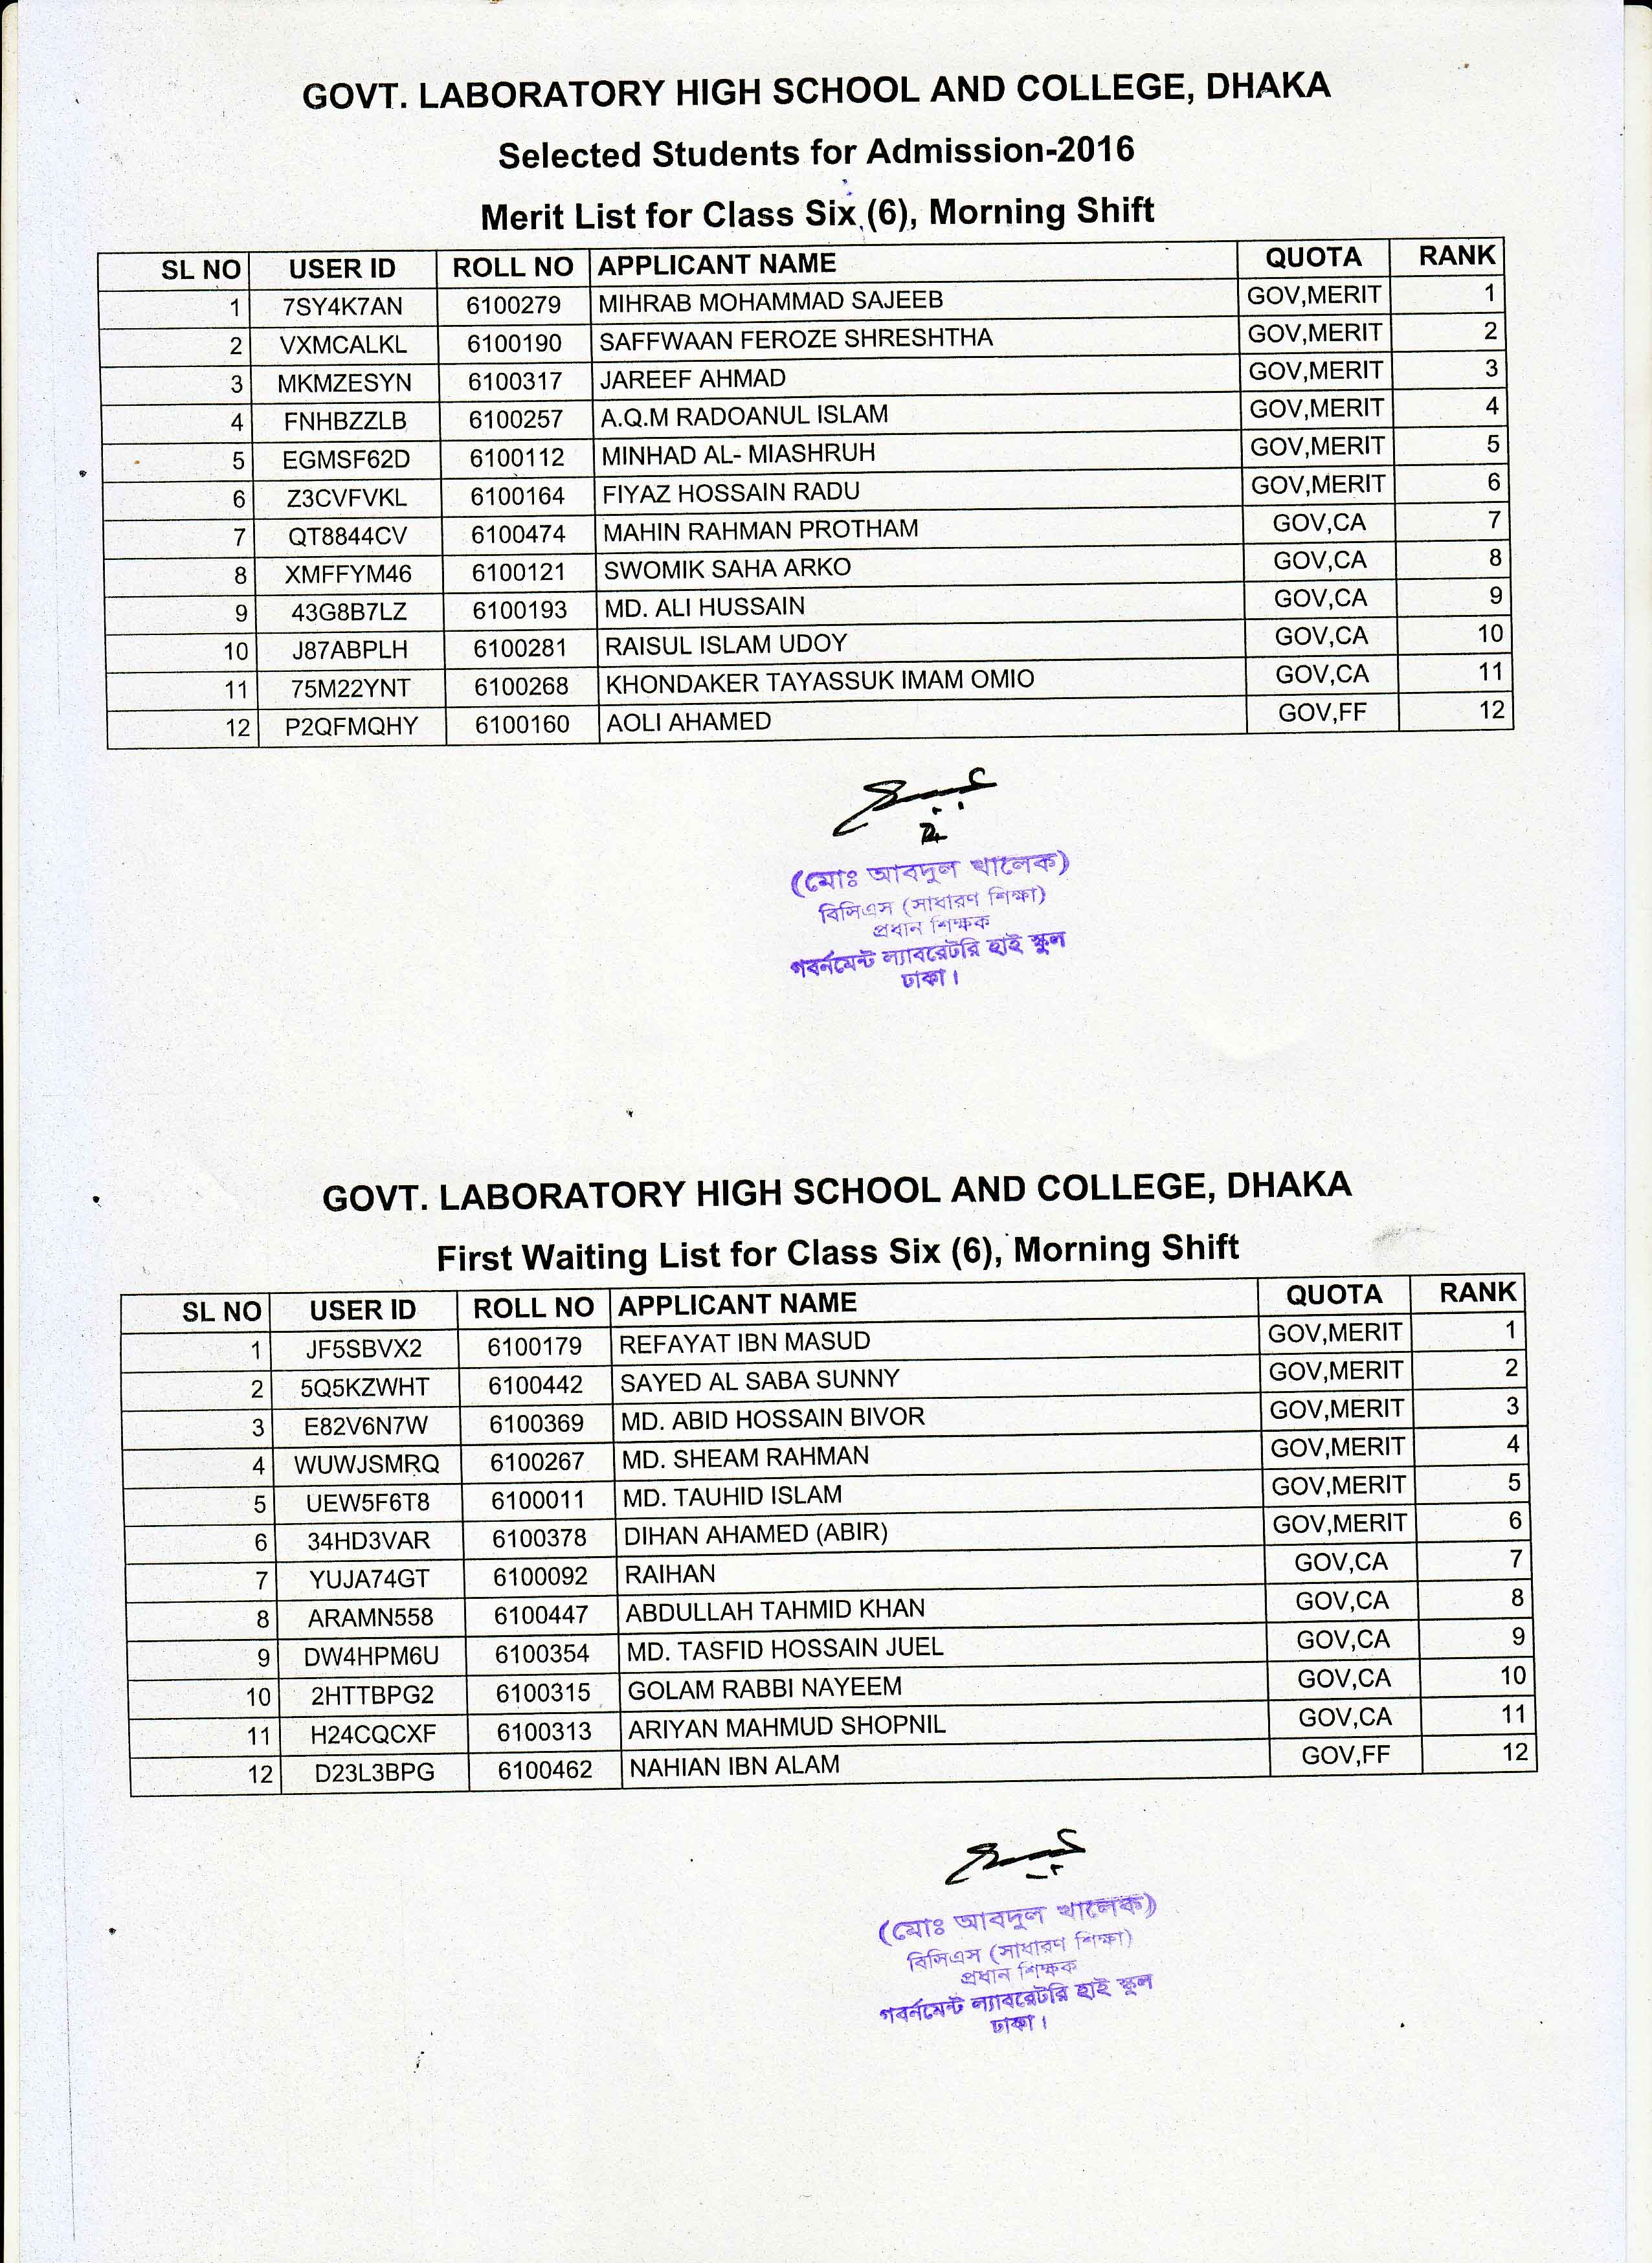 GOVT. LABORATORY HIGH SCHOOL AND COLLEGE, DHAKA
Selected Students for Admission-2016
Merit List for Class Six (6), Morning Shift
SL NO USER ID ROLL NO APPLICANT NAME QUOTA RANK
1 7SY4K7AN 6100279 MIHRAB MOHAMMAD SAJEEB GOV,MERIT 1
2 VXMCALKL 6100190 SAFFWAAN FEROZE SHRESHTHA GOV,MERIT 2
3 MKMZESYN 6100317 JAREEF AHMAD GOV,MERIT 3
4 FNHBZZLB 6100257 A.Q.M RADOANUL ISLAM GOV,MERIT 4
5 EGMSF62D 6100112 MINHAD AL- MIASHRUH GOV,MERIT 5
6 Z3CVFVKL 6100164 FIYAZ HOSSAIN RADU GOV,MERIT 6
7 QT8844CV 6100474 MAHIN RAHMAN PROTHAM GOV,CA 7
8 XMFFYM46 6100121 SWOMIK SAHA ARKO GOV,CA 8
9 43G8B7LZ 6100193 MD. ALI HUSSAIN GOV,CA 9
10 J87ABPLH 6100281 RAISUL ISLAM UDOY GOV,CA 10
11 75M22YNT 6100268 KHONDAKER TAYASSUK IMAM OMIO GOV,CA 11
12 P2QFMQHY 6100160 AOLI AHAMED GOV,FF 12
(মোঃ আবদুল খালেক)
বিসিএস (সাধারণ শিক্ষা)
প্রধান শিক্ষক
গবর্নমেন্ট ল্যাবরেটরি হাই স্কুল
ঢাকা।
GOVT. LABORATORY HIGH SCHOOL AND COLLEGE, DHAKA
First Waiting List for Class Six (6), Morning Shift
SL NO USER ID ROLL NO APPLICANT NAME QUOTA RANK
1 JF5SBVX2 6100179 REFAYAT IBN MASUD GOV,MERIT 1
2 5Q5KZWHT 6100442 SAYED AL SABA SUNNY GOV,MERIT 2
3 E82V6N7W 6100369 MD. ABID HOSSAIN BIVOR GOV,MERIT 3
4 WUWJSMRQ 6100267 MD. SHEAM RAHMAN GOV,MERIT 4
5 UEW5F6T8 6100011 MD. TAUHID ISLAM GOV,MERIT 5
6 34HD3VAR 6100378 DIHAN AHAMED (ABIR) GOV,MERIT 6
7 YUJA74GT 6100092 RAIHAN GOV,CA 7
8 ARAMN558 6100447 ABDULLAH TAHMID KHAN GOV,CA 8
9 DW4HPM6U 6100354 MD. TASFID HOSSAIN JUEL GOV,CA 9
10 2HTTBPG2 6100315 GOLAM RABBI NAYEEM GOV,CA 10
11 H24CQCXF 6100313 ARIYAN MAHMUD SHOPNIL GOV,CA 11
12 D23L3BPG 6100462 NAHIAN IBN ALAM GOV,FF 12
(মোঃ আবদুল খালেক)
বিসিএস (সাধারণ শিক্ষা)
প্রধান শিক্ষক
গবর্নমেন্ট ল্যাবরেটরি হাই স্কুল
ঢাকা।